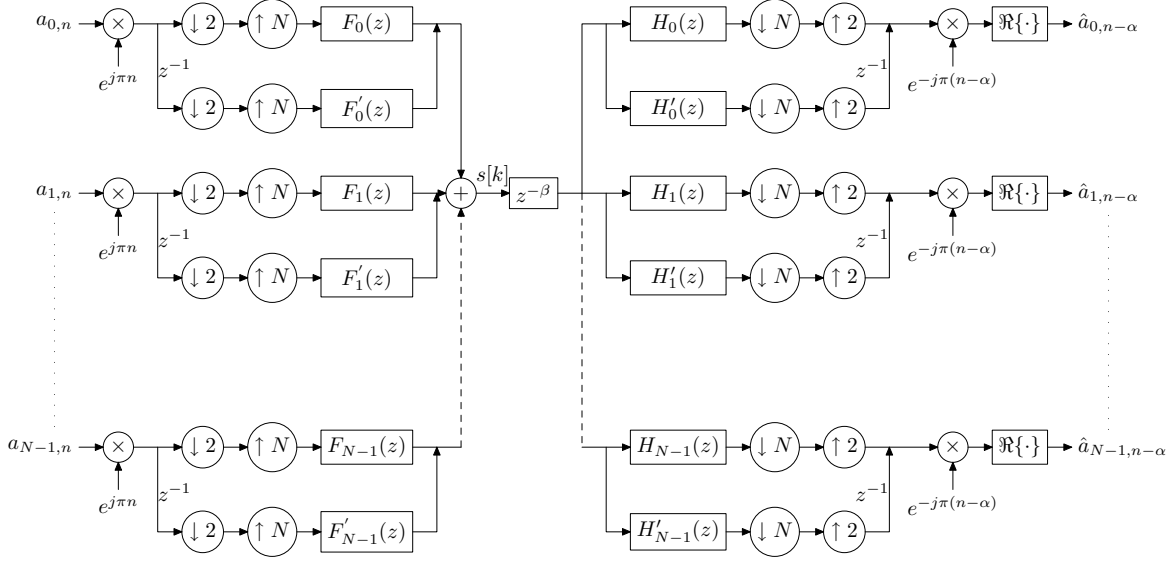 a_{0,n} × ↓ 2 ↑ N F_0(z) H_0(z) ↓ N ↑ 2 × ℜ{·} â_{0,n−α}
e^{jπn} z^{−1} z^{−1} e^{−jπ(n−α)}
↓ 2 ↑ N F_0^'(z) H_0'(z) ↓ N ↑ 2
s[k]
a_{1,n} × ↓ 2 ↑ N F_1(z) + z^{−β} H_1(z) ↓ N ↑ 2 × ℜ{·} â_{1,n−α}
e^{jπn} z^{−1} z^{−1} e^{−jπ(n−α)}
↓ 2 ↑ N F_1^'(z) H_1'(z) ↓ N ↑ 2
a_{N−1,n} × ↓ 2 ↑ N F_{N−1}(z) H_{N−1}(z) ↓ N ↑ 2 × ℜ{·} â_{N−1,n−α}
e^{jπn} z^{−1} z^{−1} e^{−jπ(n−α)}
↓ 2 ↑ N F_{N−1}^'(z) H_{N−1}'(z) ↓ N ↑ 2